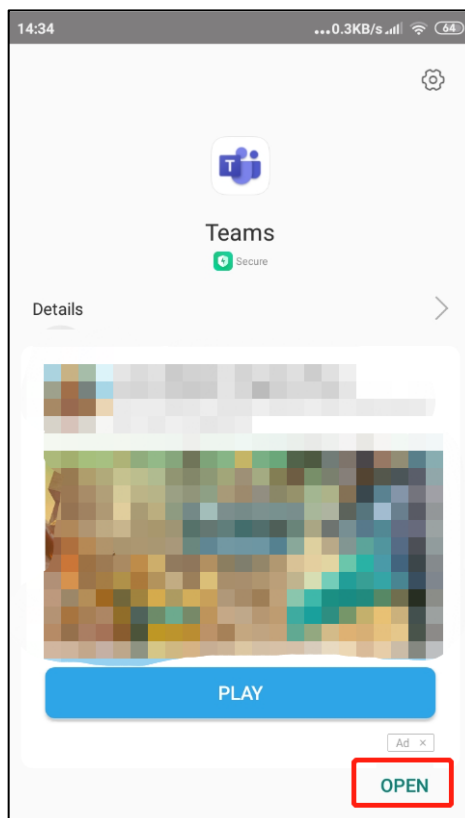 14:34
...0.3KB/s 64
T
Teams
Secure
Details
PLAY
Ad ×
OPEN